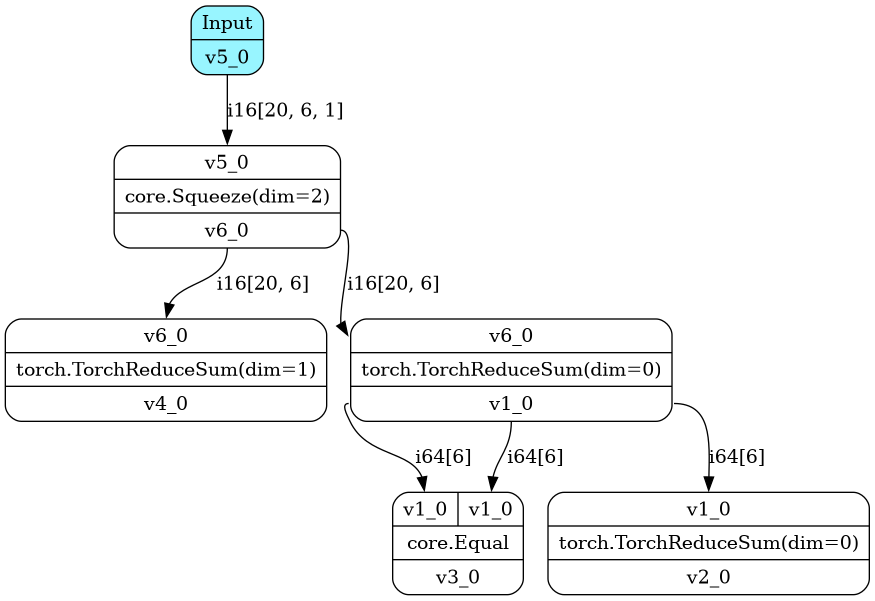 Input
v5_0
i16[20, 6, 1]
v5_0
core.Squeeze(dim=2)
v6_0
i16[20, 6]
i16[20, 6]
v6_0
torch.TorchReduceSum(dim=1)
v4_0
v6_0
torch.TorchReduceSum(dim=0)
v1_0
i64[6]
i64[6]
i64[6]
v1_0 v1_0
core.Equal
v3_0
v1_0
torch.TorchReduceSum(dim=0)
v2_0